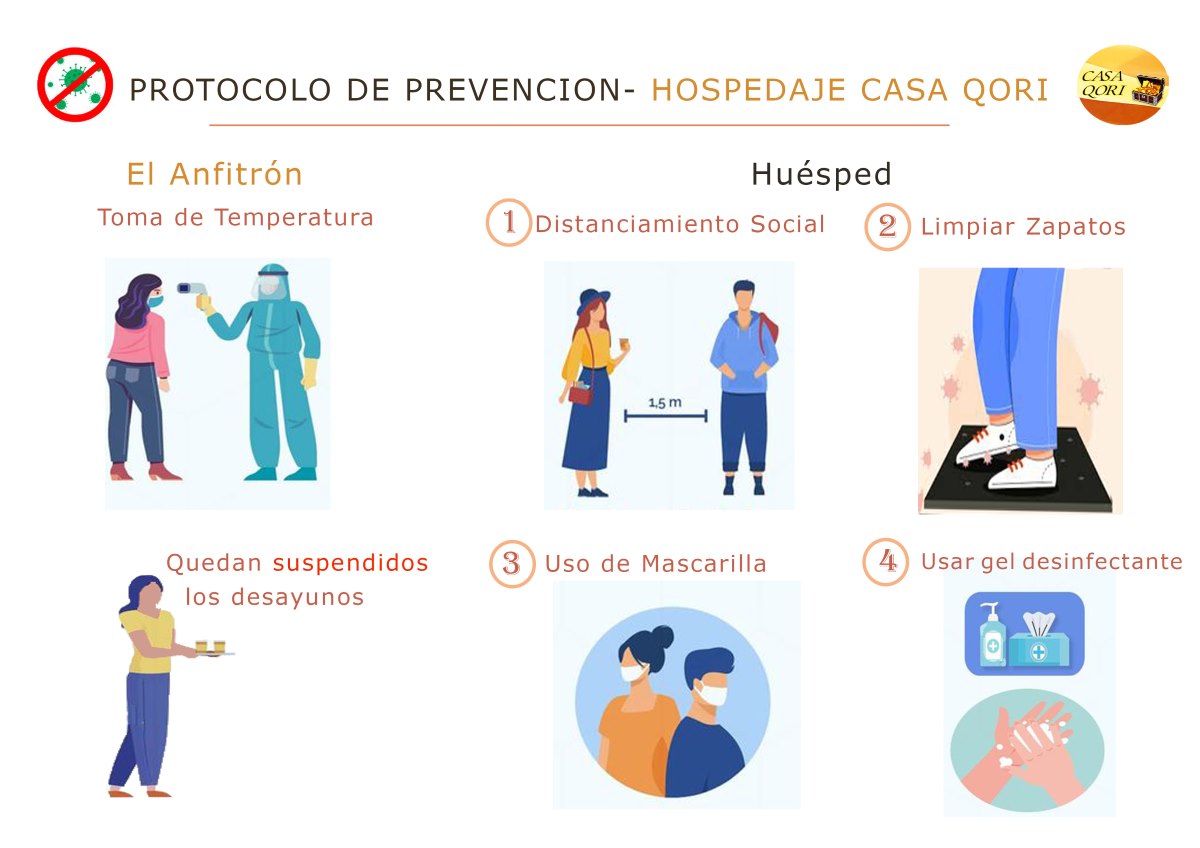 PROTOCOLO DE PREVENCION- HOSPEDAJE CASA QORI
CASA
QORI
El Anfitrón
Huésped
Toma de Temperatura
1 Distanciamiento Social
2 Limpiar Zapatos
1,5 m
Quedan suspendidos
los desayunos
3 Uso de Mascarilla
4 Usar gel desinfectante